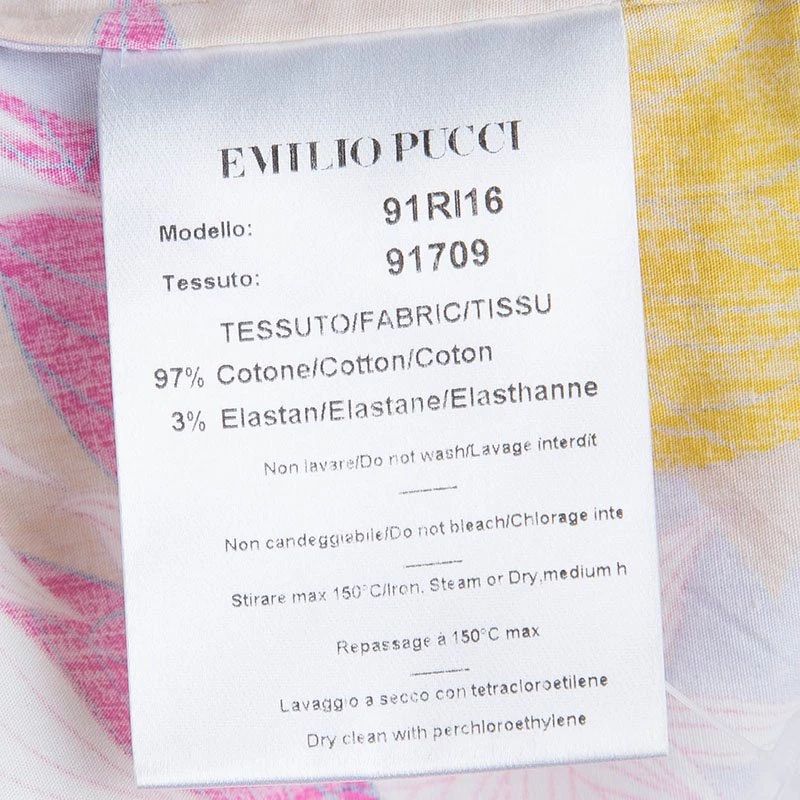 EMILIO PUCCI
Modello: 91RI16
Tessuto: 91709
TESSUTO/FABRIC/TISSU
97% Cotone/Cotton/Coton
3% Elastan/Elastane/Elasthanne
Non lavare/Do not wash/Lavage interdit
Non candeggiabile/Do not bleach/Chlorage inte
Stirare max 150°C/Iron, Steam or Dry,medium h
Repassage à 150°C max
Lavaggio a secco con tetracloroetilene
Dry clean with perchloroethylene